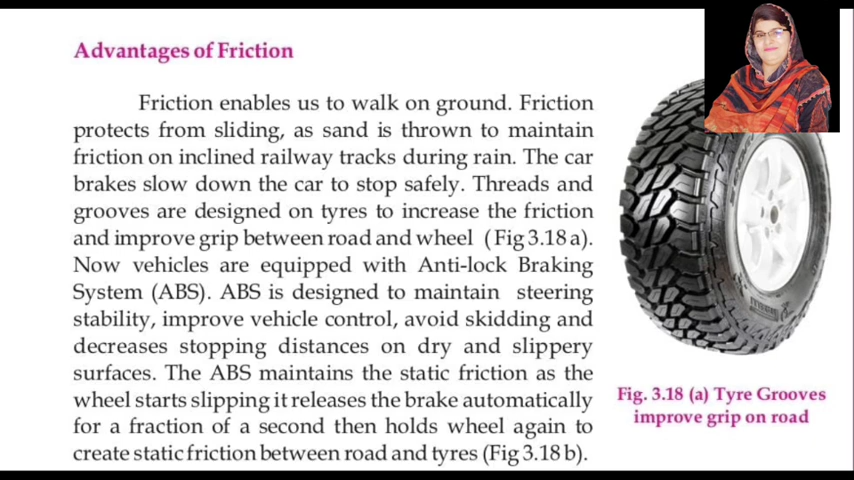 Advantages of Friction
Friction enables us to walk on ground. Friction
protects from sliding, as sand is thrown to maintain
friction on inclined railway tracks during rain. The car
brakes slow down the car to stop safely. Threads and
grooves are designed on tyres to increase the friction
and improve grip between road and wheel (Fig 3.18 a).
Now vehicles are equipped with Anti-lock Braking
System (ABS). ABS is designed to maintain steering
stability, improve vehicle control, avoid skidding and
decreases stopping distances on dry and slippery
surfaces. The ABS maintains the static friction as the
wheel starts slipping it releases the brake automatically
for a fraction of a second then holds wheel again to
create static friction between road and tyres (Fig 3.18 b).
Fig. 3.18 (a) Tyre Grooves
improve grip on road